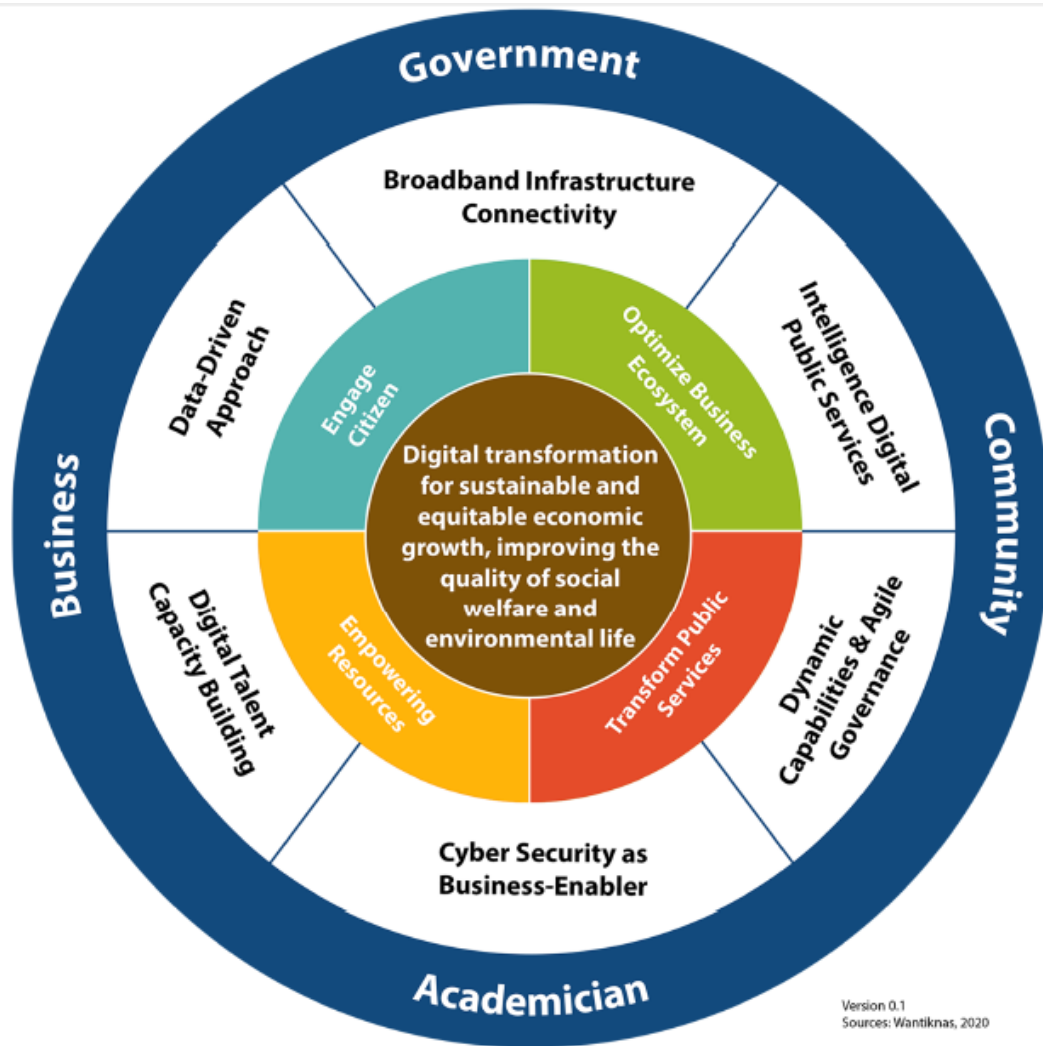 Government
Broadband Infrastructure
Connectivity
Data-Driven
Approach
Intelligence Digital
Public Services
Engage
Citizen
Optimize Business
Ecosystem
Business
Community
Digital transformation
for sustainable and
equitable economic
growth, improving the
quality of social
welfare and
environmental life
Digital Talent
Capacity Building
Empowering
Resources
Transform Public
Services
Dynamic
Capabilities & Agile
Governance
Cyber Security as
Business-Enabler
Academician
Version 0.1
Sources: Wantiknas, 2020